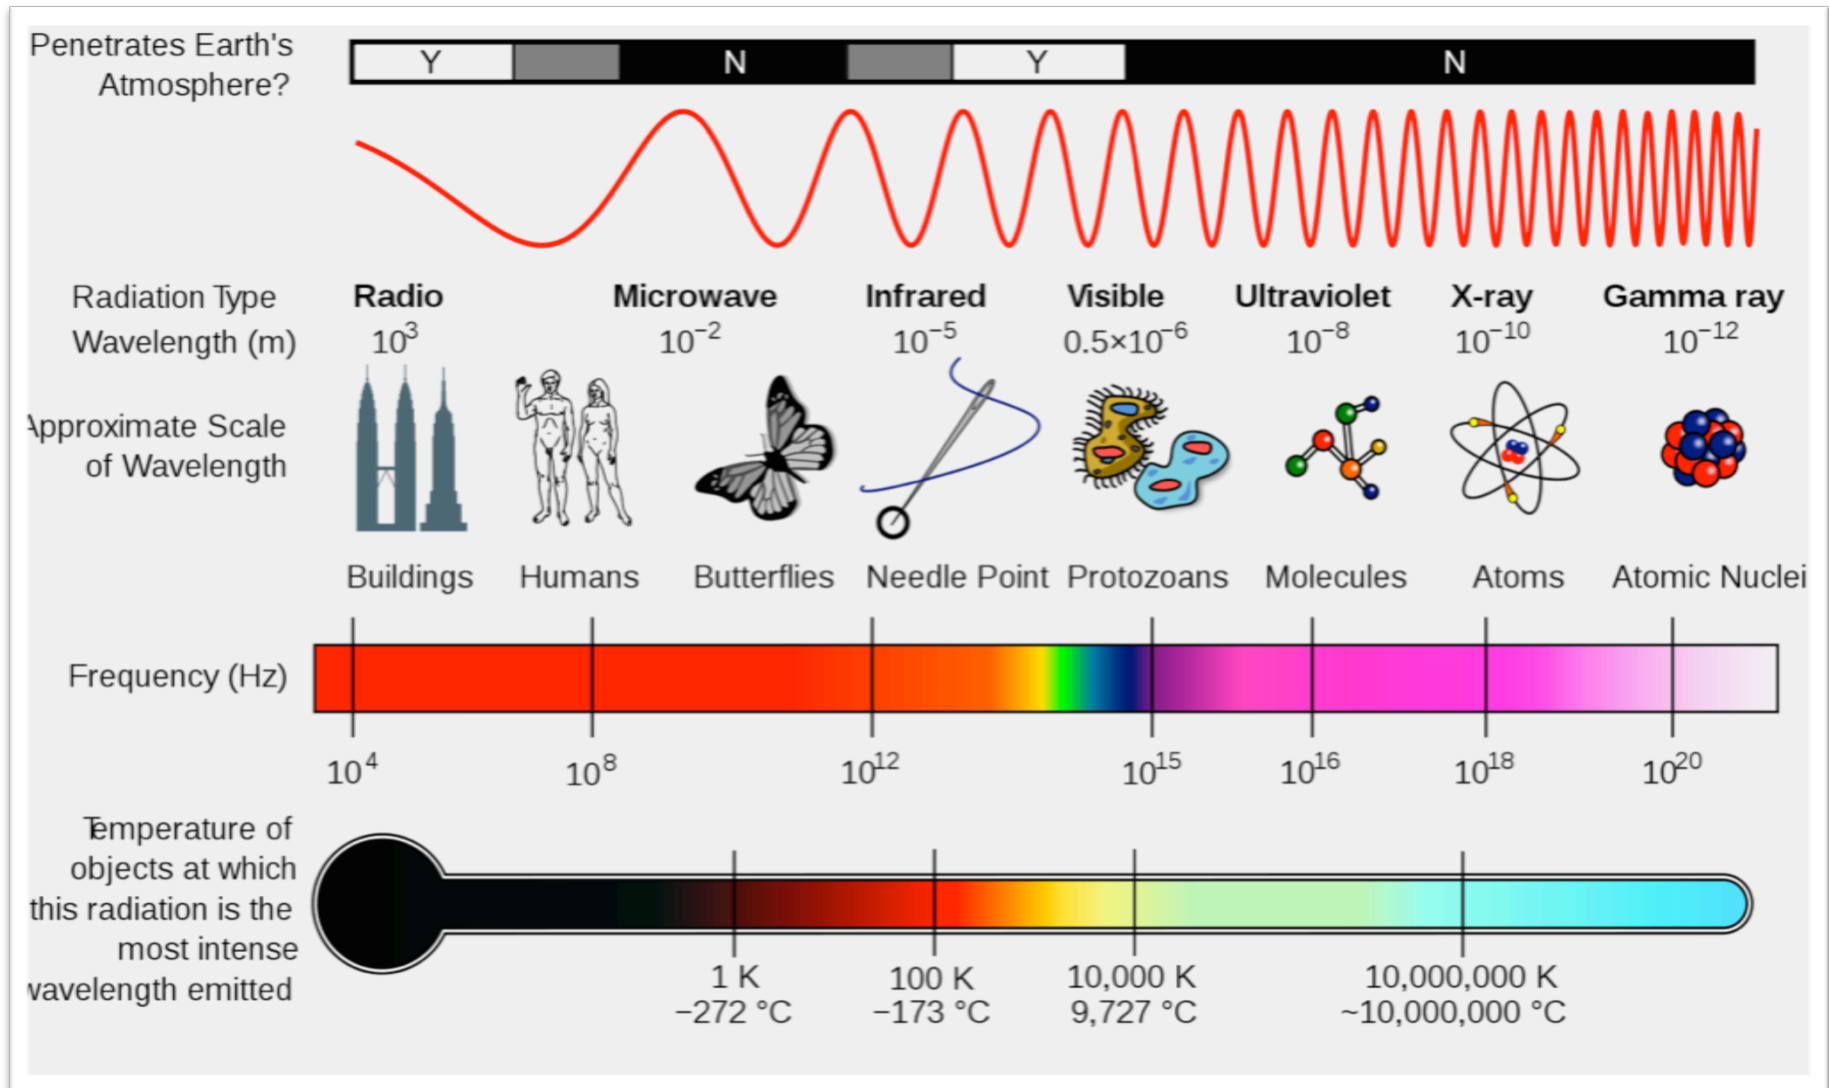 Penetrates Earth's
Atmosphere?
Y N Y N
Radiation Type Radio Microwave Infrared Visible Ultraviolet X-ray Gamma ray
Wavelength (m) 10³ 10⁻² 10⁻⁵ 0.5×10⁻⁶ 10⁻⁸ 10⁻¹⁰ 10⁻¹²
Approximate Scale
of Wavelength
Buildings Humans Butterflies Needle Point Protozoans Molecules Atoms Atomic Nuclei
Frequency (Hz)
10⁴ 10⁸ 10¹² 10¹⁵ 10¹⁶ 10¹⁸ 10²⁰
Temperature of
objects at which
this radiation is the
most intense
wavelength emitted
1 K 100 K 10,000 K 10,000,000 K
−272 °C −173 °C 9,727 °C ~10,000,000 °C